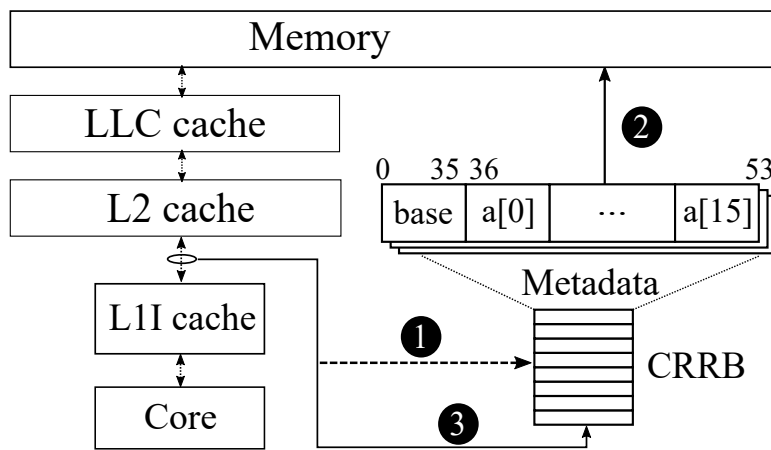 Memory
LLC cache
2
0 35 36 53
L2 cache
base a[0] ... a[15]
Metadata
L1I cache
1
CRRB
Core
3